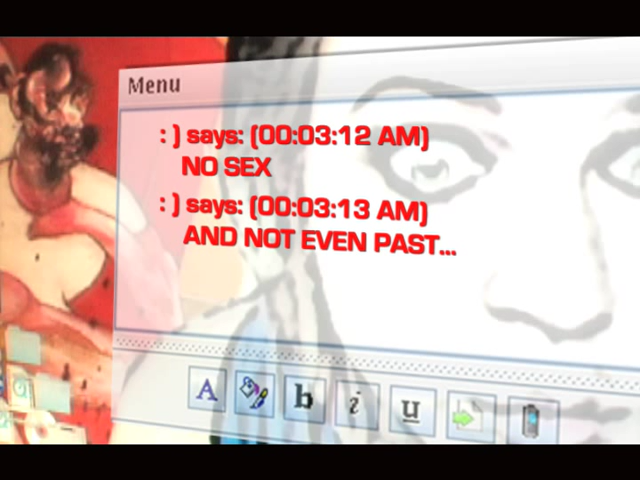 Menu
: ) says: (00:03:12 AM)
NO SEX
: ) says: (00:03:13 AM)
AND NOT EVEN PAST...
A b i u